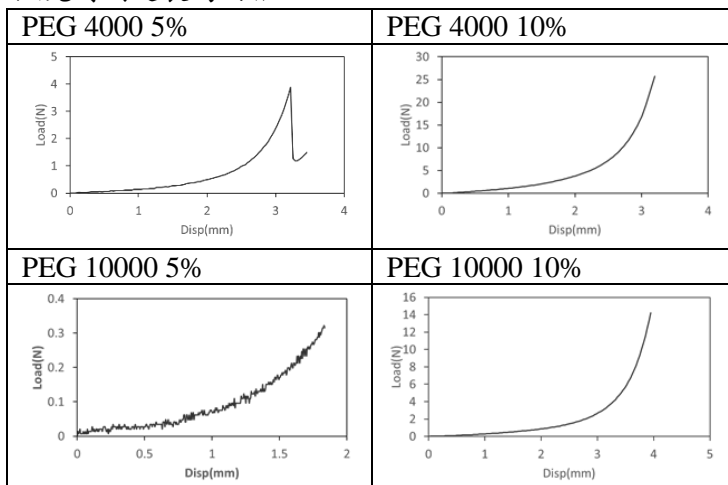 PEG 4000 5%
PEG 4000 10%
5
4
3
2
1
0
0 1 2 3 4
Load(N)
Disp(mm)
30
25
20
15
10
5
0
0 1 2 3 4
Load(N)
Disp(mm)
PEG 10000 5%
PEG 10000 10%
0.4
0.3
0.2
0.1
0
0 0.5 1 1.5 2
Load(N)
Disp(mm)
16
14
12
10
8
6
4
2
0
0 1 2 3 4 5
Load(N)
Disp(mm)